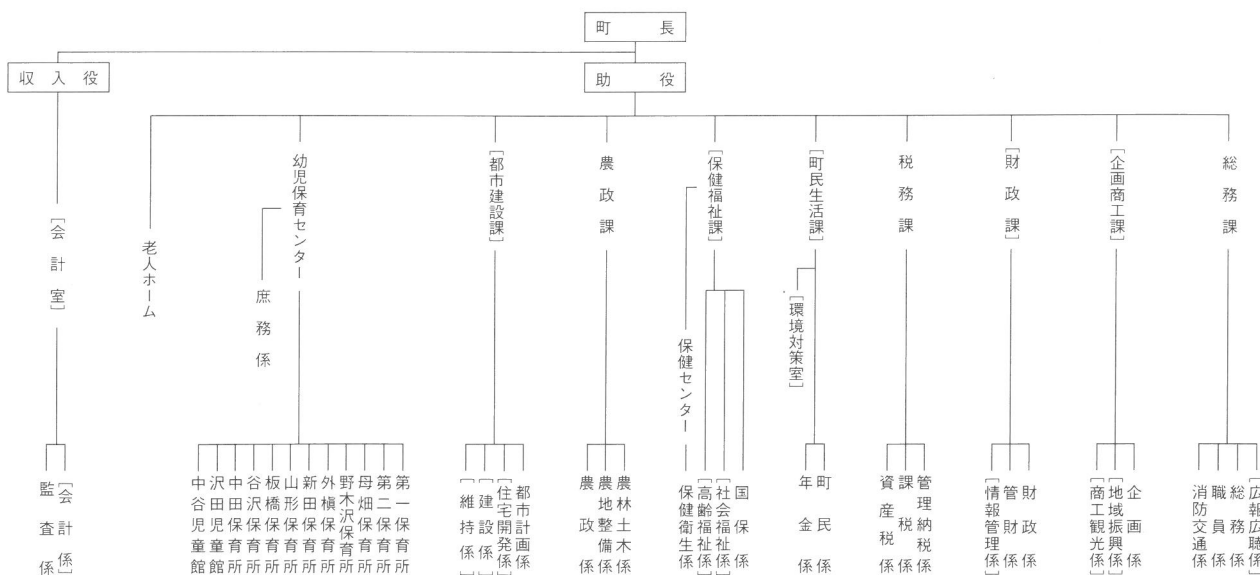 町長
収入役
助役
総務課
[企画商工課]
[財政課]
税務課
[町民生活課]
[保健福祉課]
農政課
[都市建設課]
幼児保育センター
老人ホーム
[会計室]
庶務係
[環境対策室]
保健センター
[広報広聴係]
総務係
職員係
消防交通係
企画係
[地域振興係]
[商工観光係]
財政係
管財係
[情報管理係]
管理納税係
課税係
資産税係
町民係
年金係
国保係
[社会福祉係]
[高齢福祉係]
保健衛生係
農林土木係
農地整備係
農政係
都市計画係
[住宅開発係]
[建設係]
[維持係]
第一保育所
第二保育所
母畑保育所
野木沢保育所
外槇保育所
新田保育所
山形保育所
板橋保育所
谷沢保育所
中田保育所
沢田児童館
中谷児童館
[会計係]
監査係